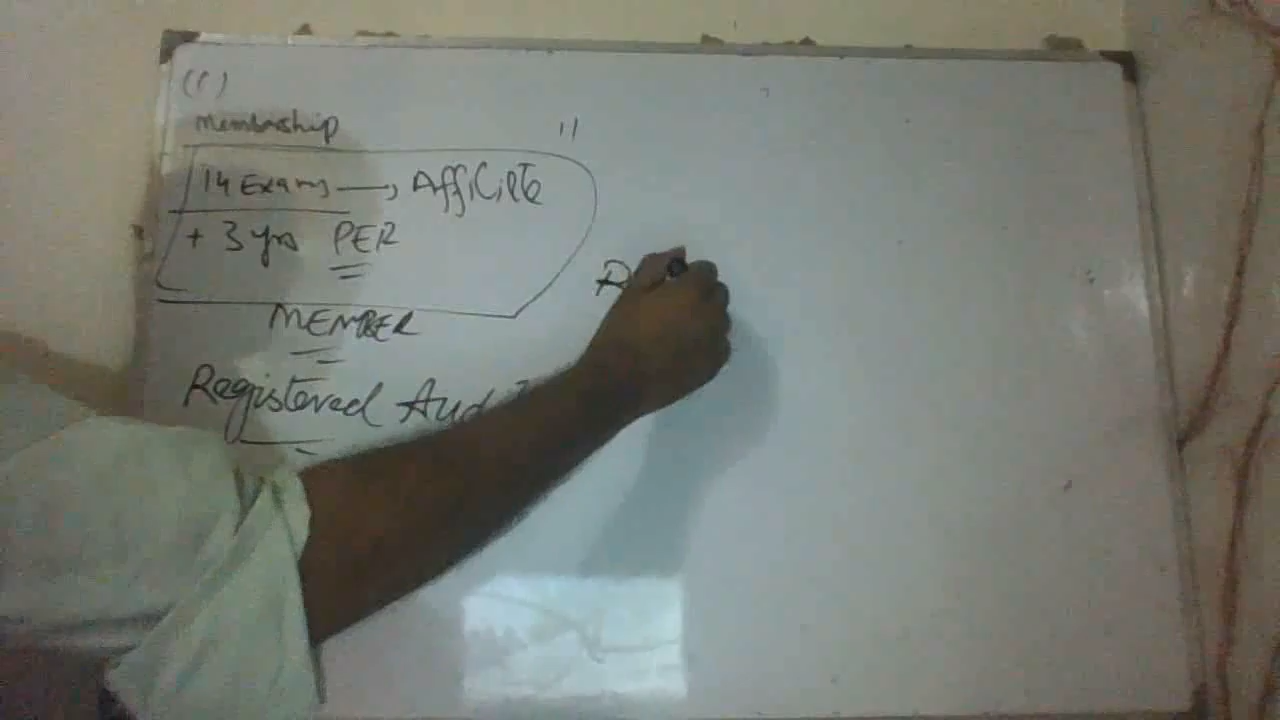 (1)
Membership
14 Exams → Affiliate
+ 3 yrs PER
MEMBER
Registered Aud
R